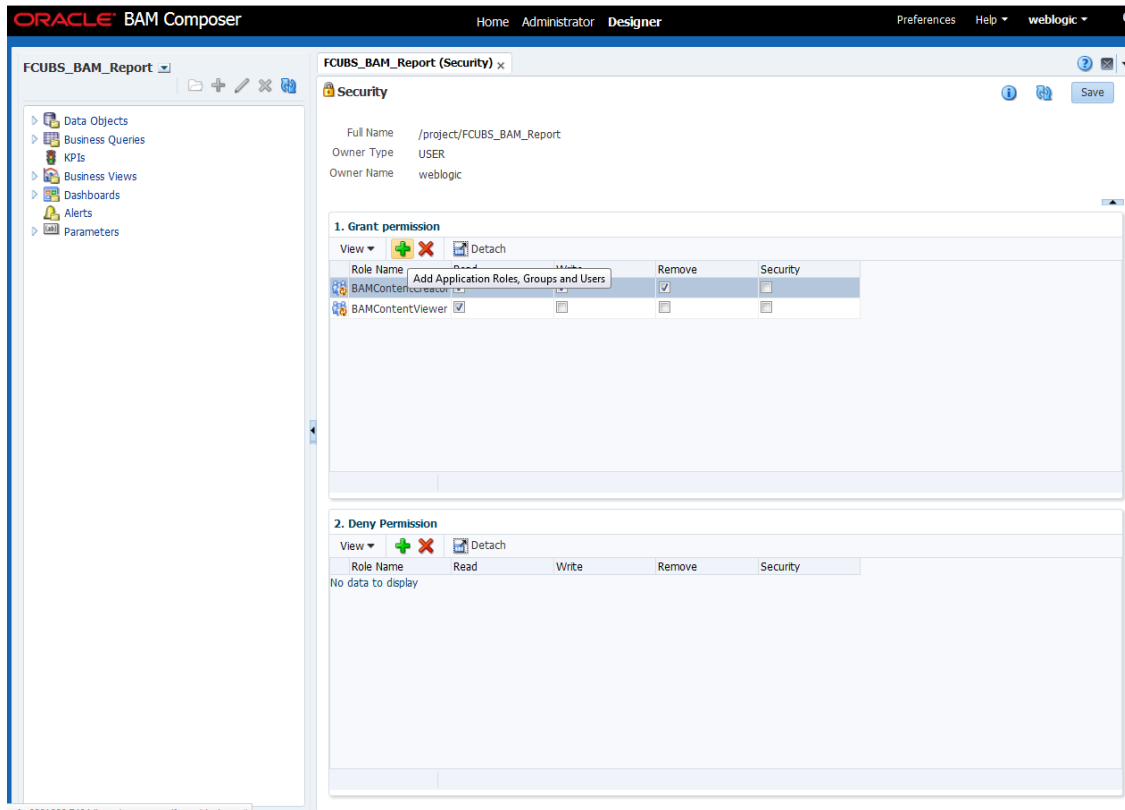 ORACLE BAM Composer
Home Administrator Designer
Preferences Help weblogic
FCUBS_BAM_Report
Data Objects
Business Queries
KPIs
Business Views
Dashboards
Alerts
Parameters
FCUBS_BAM_Report (Security)
Security
Save
Full Name /project/FCUBS_BAM_Report
Owner Type USER
Owner Name weblogic
1. Grant permission
View Detach
Role Name Remove Security
Add Application Roles, Groups and Users
BAMContentCreator
BAMContentViewer
2. Deny Permission
View Detach
Role Name Read Write Remove Security
No data to display